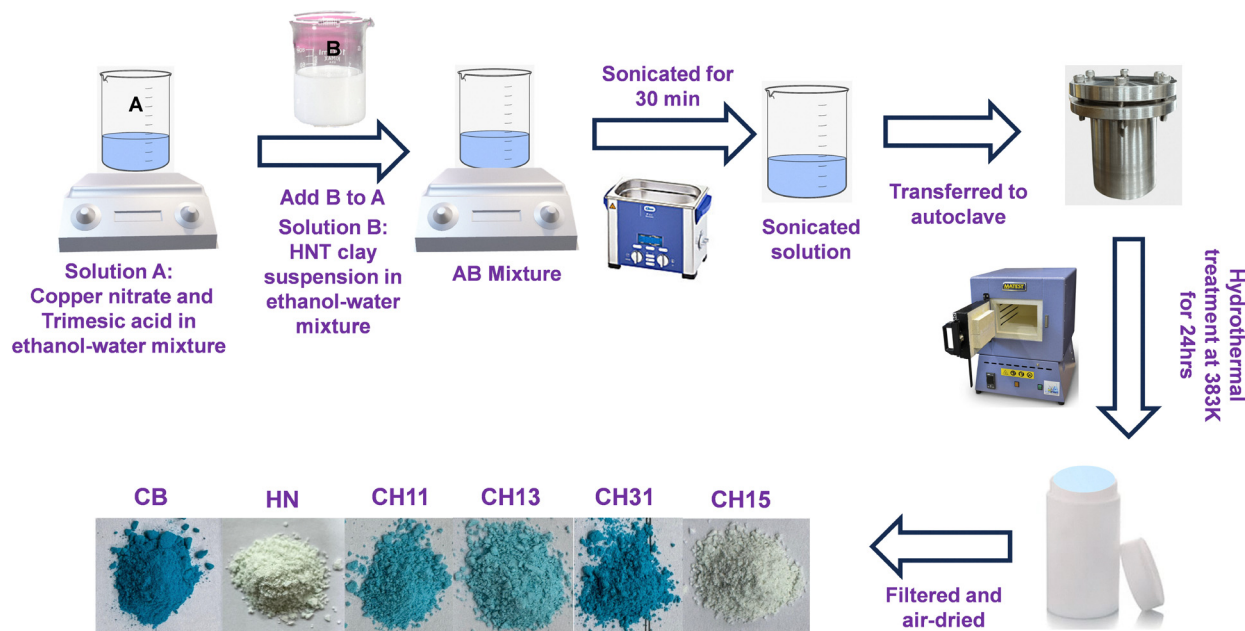 A
B
Sonicated for
30 min
Add B to A
Solution B:
HNT clay
suspension in
ethanol-water
mixture
Solution A:
Copper nitrate and
Trimesic acid in
ethanol-water mixture
AB Mixture
Sonicated
solution
Transferred to
autoclave
MATEST
Hydrothermal
treatment at 383K
for 24hrs
CB
HN
CH11
CH13
CH31
CH15
Filtered and
air-dried